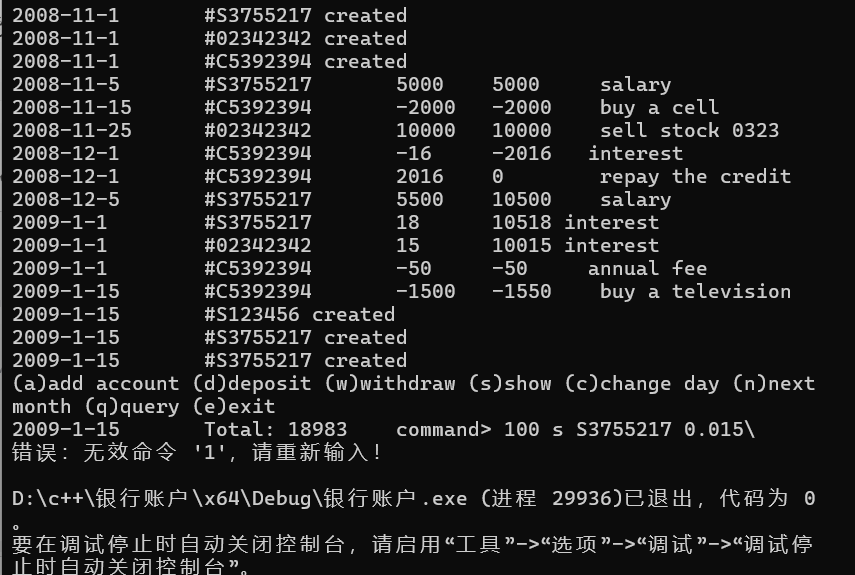 2008-11-1 #S3755217 created
2008-11-1 #02342342 created
2008-11-1 #C5392394 created
2008-11-5 #S3755217 5000 5000 salary
2008-11-15 #C5392394 -2000 -2000 buy a cell
2008-11-25 #02342342 10000 10000 sell stock 0323
2008-12-1 #C5392394 -16 -2016 interest
2008-12-1 #C5392394 2016 0 repay the credit
2008-12-5 #S3755217 5500 10500 salary
2009-1-1 #S3755217 18 10518 interest
2009-1-1 #02342342 15 10015 interest
2009-1-1 #C5392394 -50 -50 annual fee
2009-1-15 #C5392394 -1500 -1550 buy a television
2009-1-15 #S123456 created
2009-1-15 #S3755217 created
2009-1-15 #S3755217 created
(a)add account (d)deposit (w)withdraw (s)show (c)change day (n)next
month (q)query (e)exit
2009-1-15 Total: 18983 command> 100 s S3755217 0.015\
错误: 无效命令 '1', 请重新输入!
D:\c++\银行账户\x64\Debug\银行账户.exe (进程 29936)已退出, 代码为 0
。
要在调试停止时自动关闭控制台, 请启用“工具”->“选项”->“调试”->“调试停
止时自动关闭控制台”。